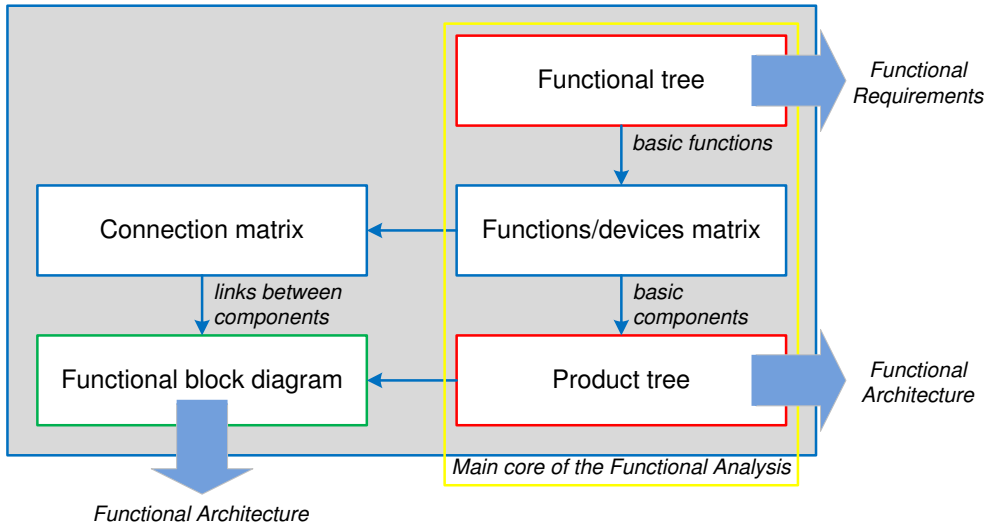 Functional tree
Functional
Requirements
basic functions
Connection matrix
Functions/devices matrix
links between
components
basic
components
Functional block diagram
Product tree
Functional
Architecture
Main core of the Functional Analysis
Functional Architecture